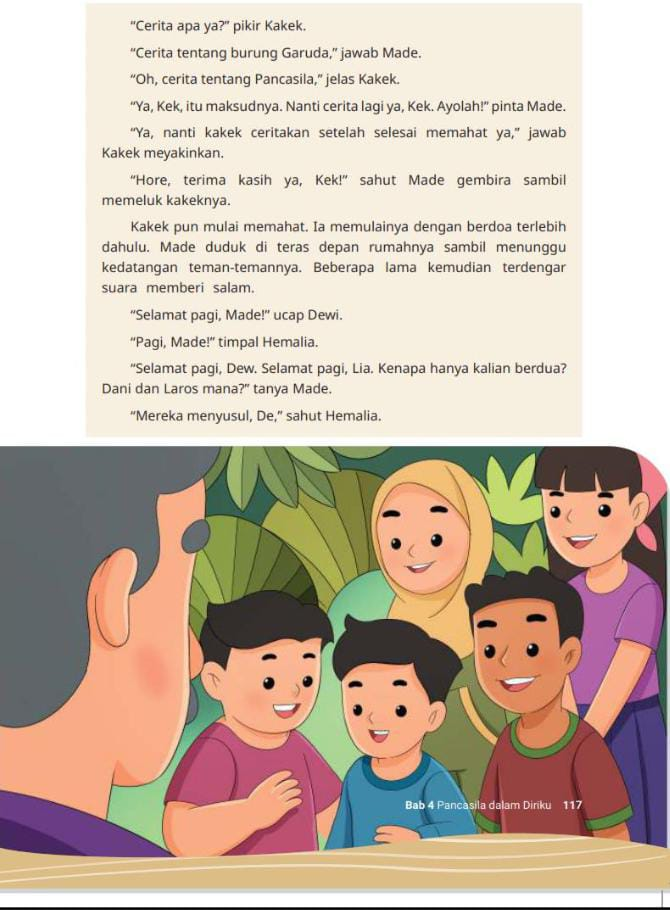 “Cerita apa ya?” pikir Kakek.
“Cerita tentang burung Garuda,” jawab Made.
“Oh, cerita tentang Pancasila,” jelas Kakek.
“Ya, Kek, itu maksudnya. Nanti cerita lagi ya, Kek. Ayolah!” pinta Made.
“Ya, nanti kakek ceritakan setelah selesai memahat ya,” jawab
Kakek meyakinkan.
“Hore, terima kasih ya, Kek!” sahut Made gembira sambil
memeluk kakeknya.
Kakek pun mulai memahat. Ia memulainya dengan berdoa terlebih
dahulu. Made duduk di teras depan rumahnya sambil menunggu
kedatangan teman-temannya. Beberapa lama kemudian terdengar
suara memberi salam.
“Selamat pagi, Made!” ucap Dewi.
“Pagi, Made!” timpal Hemalia.
“Selamat pagi, Dew. Selamat pagi, Lia. Kenapa hanya kalian berdua?
Dani dan Laros mana?” tanya Made.
“Mereka menyusul, De,” sahut Hemalia.
Bab 4 Pancasila dalam Diriku 117